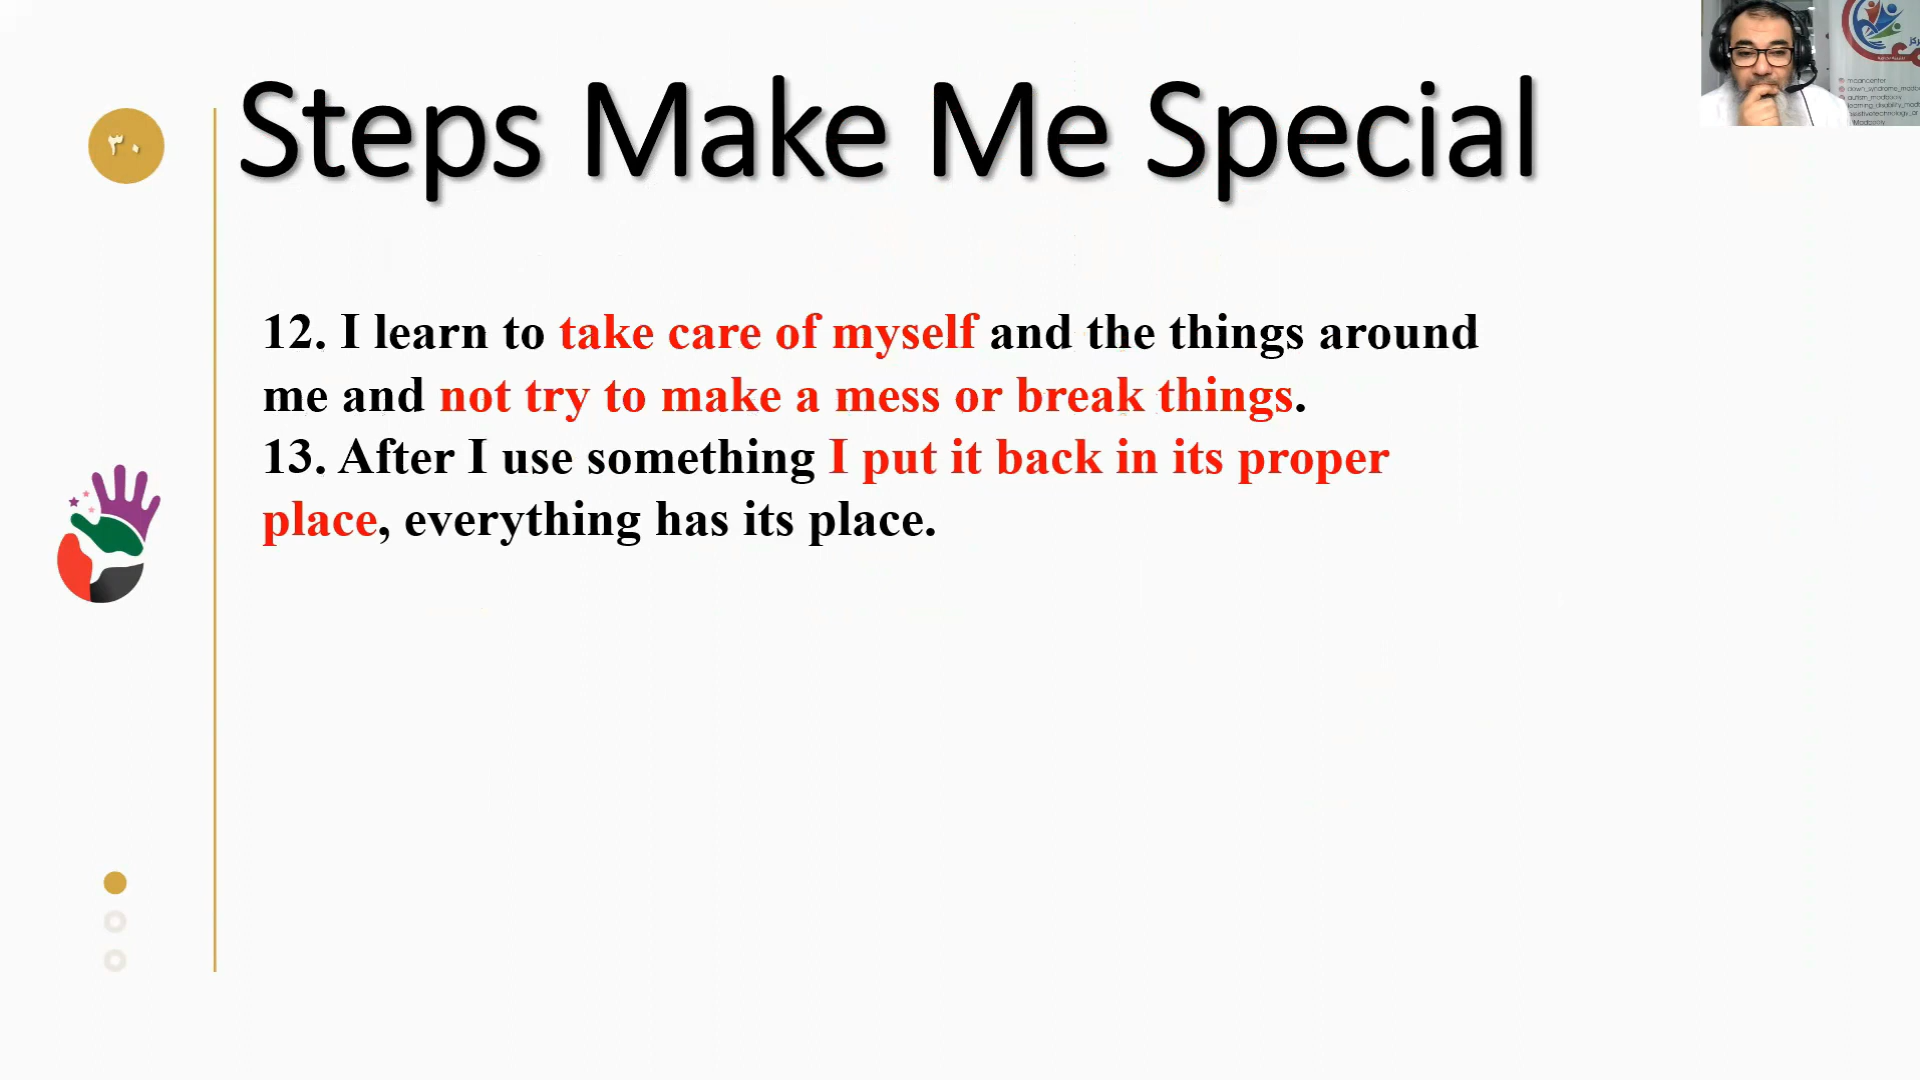 Steps Make Me Special
٣٠
12. I learn to take care of myself and the things around
me and not try to make a mess or break things.
13. After I use something I put it back in its proper
place, everything has its place.
maancenter